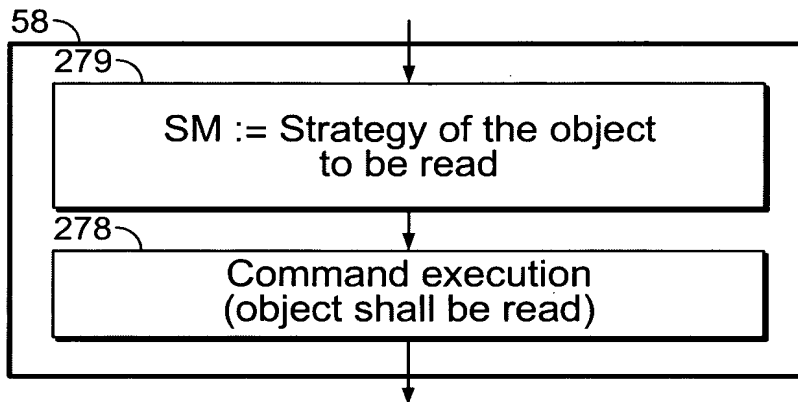 58
279
SM := Strategy of the object
to be read
278
Command execution
(object shall be read)